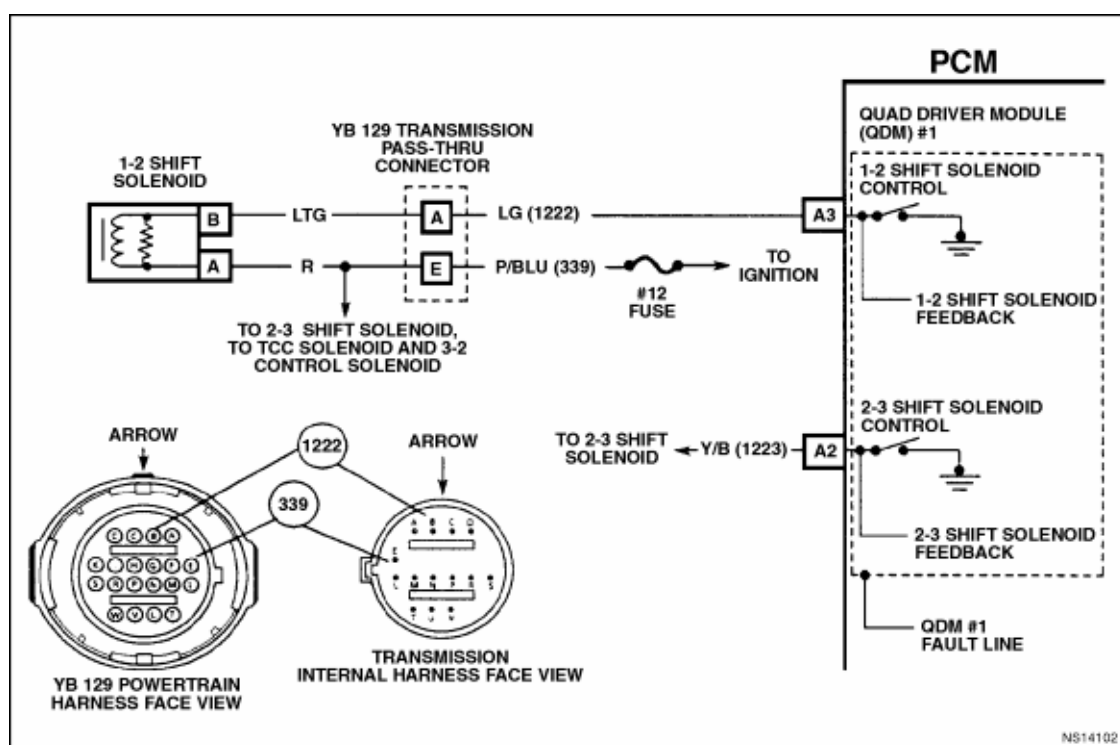 PCM
QUAD DRIVER MODULE
(QDM) #1
YB 129 TRANSMISSION
PASS-THRU
CONNECTOR
1-2 SHIFT
SOLENOID
1-2 SHIFT SOLENOID
CONTROL
B
LTG
A
LG (1222)
A3
A
R
E
P/BLU (339)
TO
IGNITION
#12
FUSE
1-2 SHIFT SOLENOID
FEEDBACK
TO 2-3 SHIFT SOLENOID,
TO TCC SOLENOID AND 3-2
CONTROL SOLENOID
2-3 SHIFT SOLENOID
CONTROL
ARROW
1222
ARROW
TO 2-3 SHIFT
SOLENOID
Y/B (1223)
A2
339
A B C D
E
2-3 SHIFT SOLENOID
FEEDBACK
QDM #1
FAULT LINE
TRANSMISSION
INTERNAL HARNESS FACE VIEW
YB 129 POWERTRAIN
HARNESS FACE VIEW
NS14102